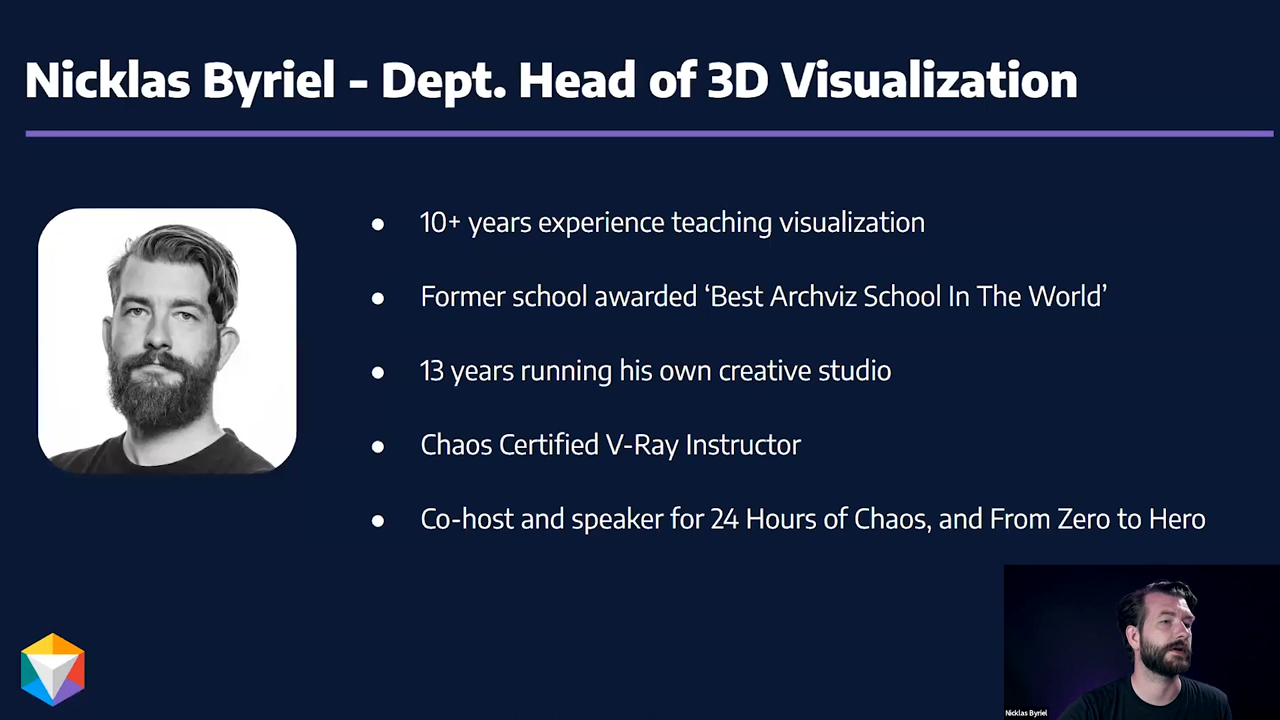 Nicklas Byriel - Dept. Head of 3D Visualization
● 10+ years experience teaching visualization
● Former school awarded ‘Best Archviz School In The World’
● 13 years running his own creative studio
● Chaos Certified V-Ray Instructor
● Co-host and speaker for 24 Hours of Chaos, and From Zero to Hero
Nicklas Byriel